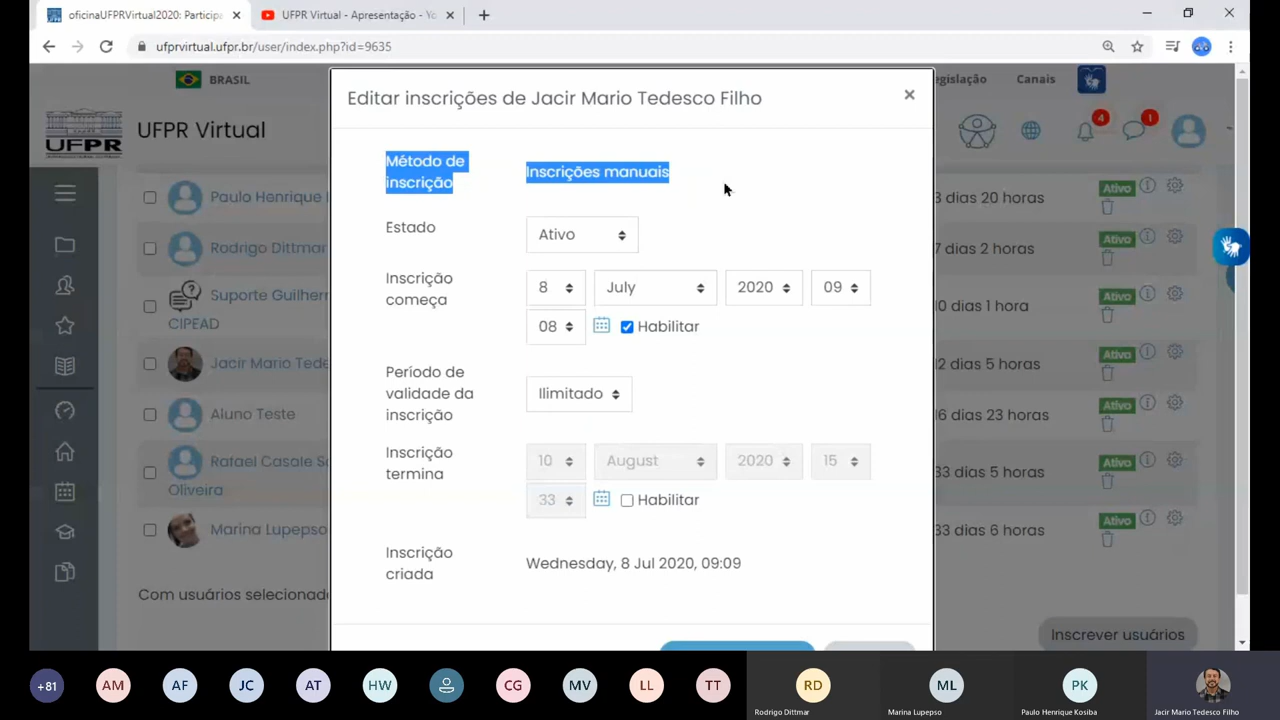 oficinaUFPRVirtual2020: Particip
UFPR Virtual - Apresentação - Yo
ufprvirtual.ufpr.br/user/index.php?id=9635
BRASIL
egislação
Canais
UFPR
UFPR Virtual
4
1
Editar inscrições de Jacir Mario Tedesco Filho
Método de
inscrição
Inscrições manuais
Estado
Ativo
Inscrição
começa
8
July
2020
09
08
Habilitar
Período de
validade da
inscrição
Ilimitado
Inscrição
termina
10
August
2020
15
33
Habilitar
Inscrição
criada
Wednesday, 8 Jul 2020, 09:09
Paulo Henrique
3 dias 20 horas
Ativo
Rodrigo Dittmar
7 dias 2 horas
Ativo
Suporte Guilher
CIPEAD
10 dias 1 hora
Ativo
Jacir Mario Tede
2 dias 5 horas
Ativo
Aluno Teste
16 dias 23 horas
Ativo
Rafael Casale S
Oliveira
33 dias 5 horas
Ativo
Marina Lupepso
33 dias 6 horas
Ativo
Com usuários selecionad
Inscrever usuários
+81
AM
AF
JC
AT
HW
CG
MV
LL
TT
RD
Rodrigo Dittmar
ML
Marina Lupepso
PK
Paulo Henrique Kosiba
Jacir Mario Tedesco Filho